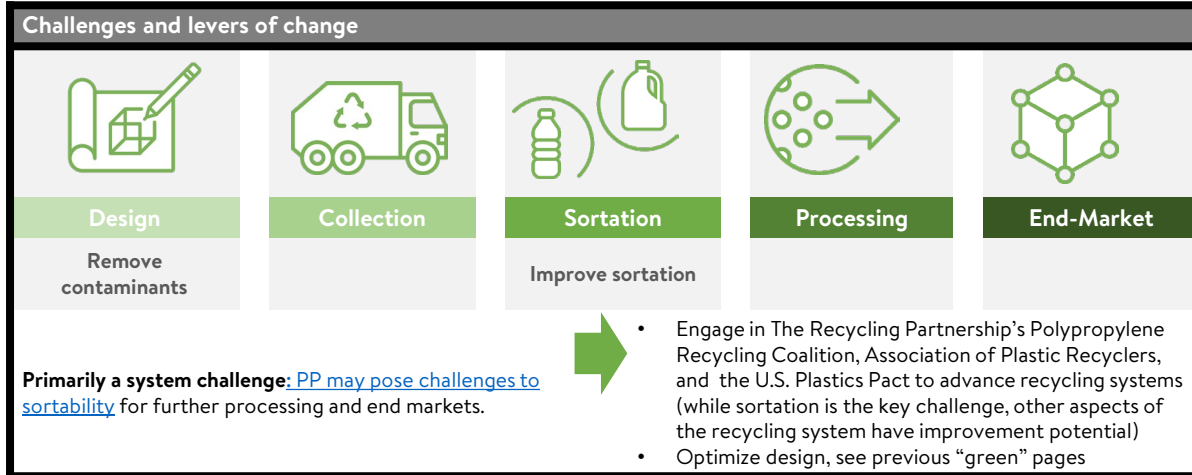 Challenges and levers of change
Design
Collection
Sortation
Processing
End-Market
Remove
contaminants
Improve sortation
Primarily a system challenge: PP may pose challenges to
sortability for further processing and end markets.
• Engage in The Recycling Partnership’s Polypropylene
Recycling Coalition, Association of Plastic Recyclers,
and the U.S. Plastics Pact to advance recycling systems
(while sortation is the key challenge, other aspects of
the recycling system have improvement potential)
• Optimize design, see previous “green” pages